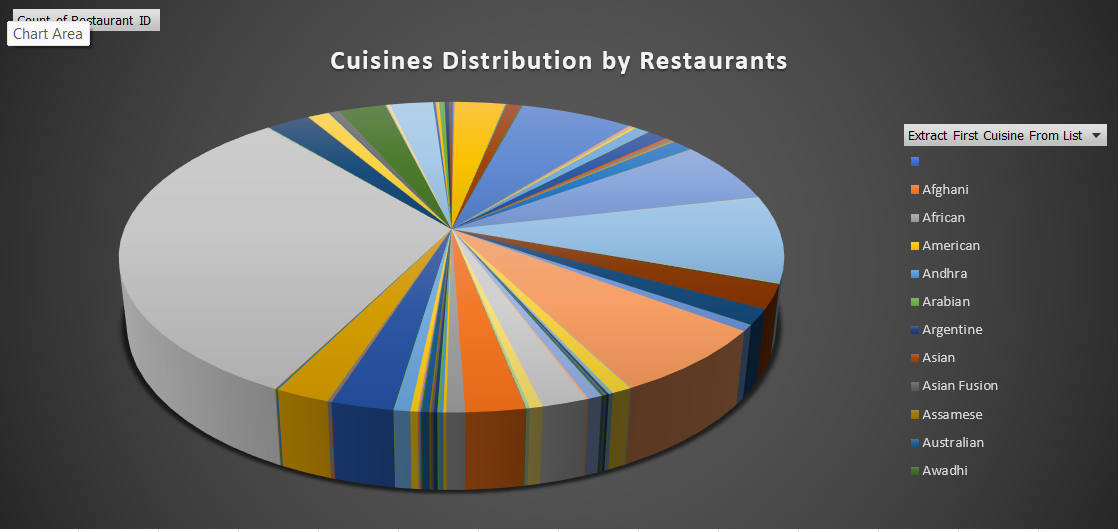 Count of Restaurant ID
Chart Area
Cuisines Distribution by Restaurants
Extract First Cuisine From List
Afghani
African
American
Andhra
Arabian
Argentine
Asian
Asian Fusion
Assamese
Australian
Awadhi